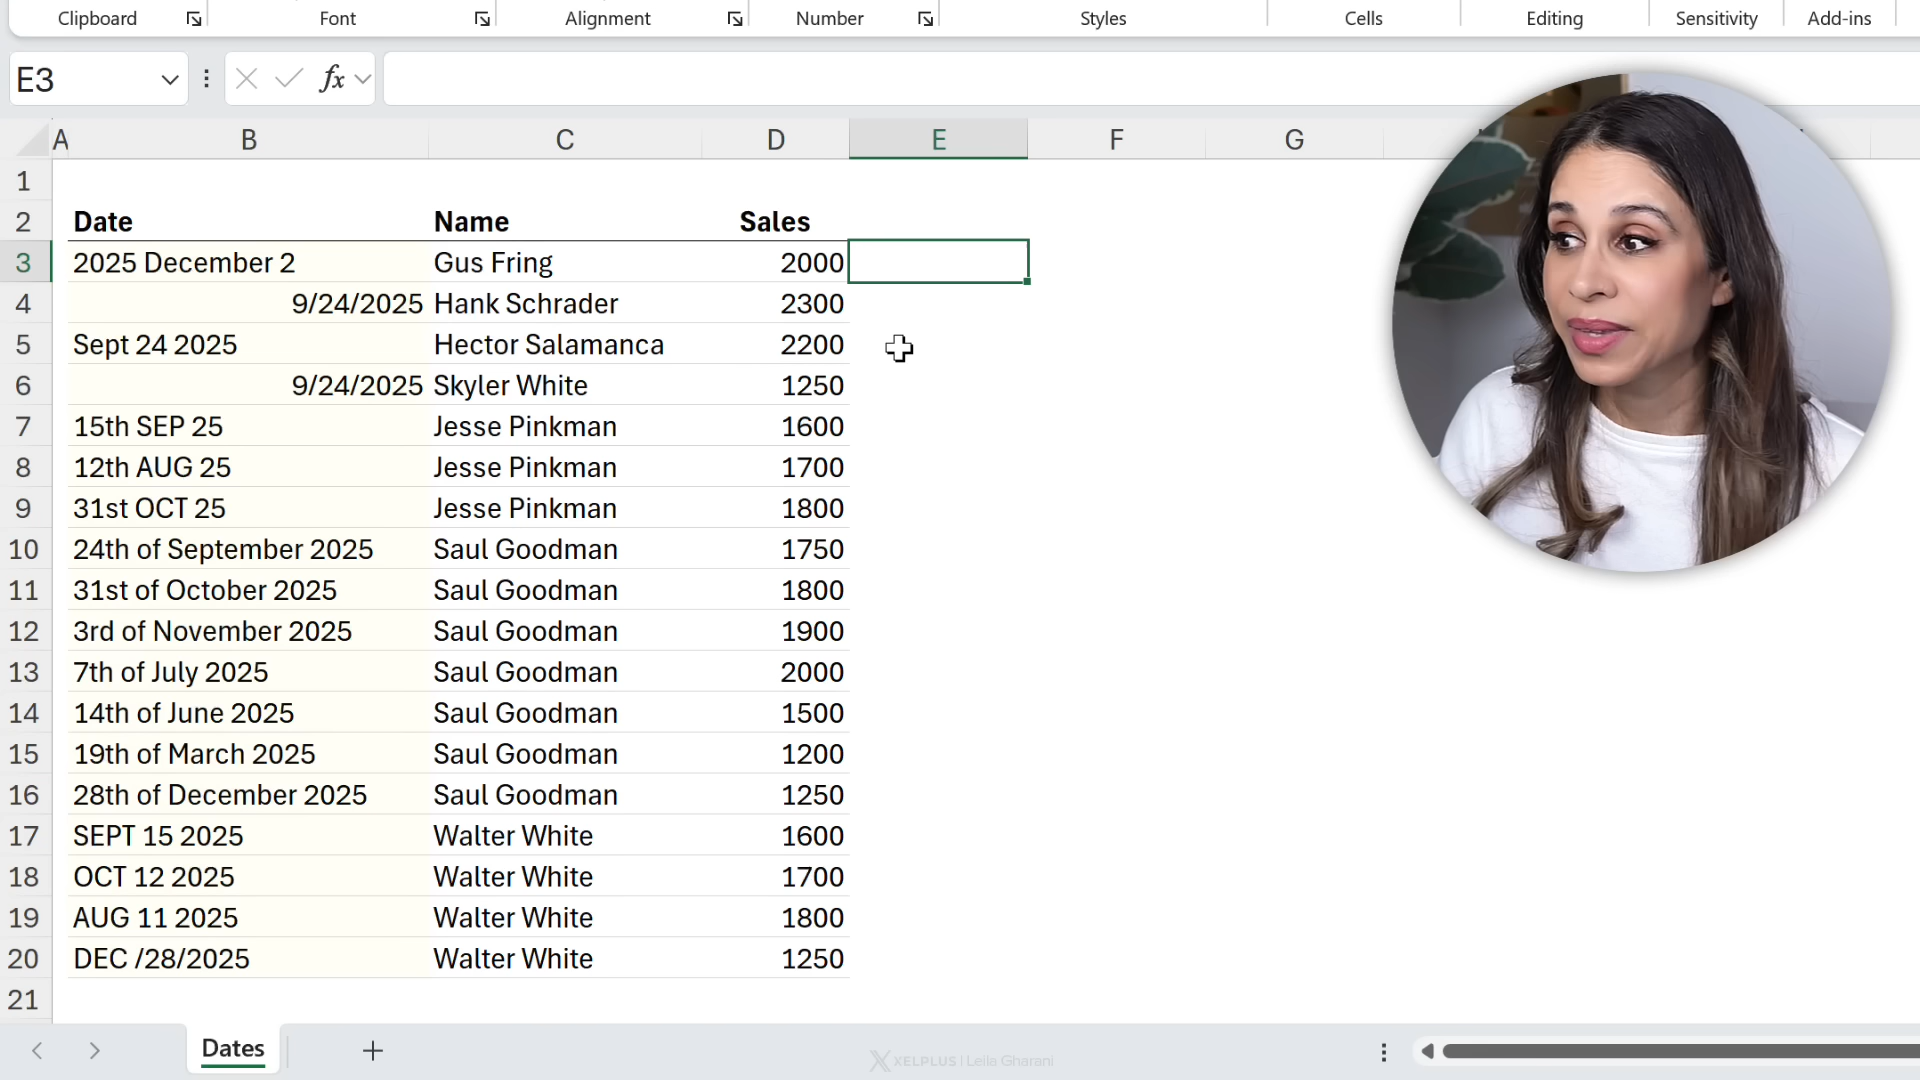 Clipboard Font Alignment Number Styles Cells Editing Sensitivity Add-ins
E3 fx
A B C D E F G
1
2 Date Name Sales
3 2025 December 2 Gus Fring 2000
4 9/24/2025 Hank Schrader 2300
5 Sept 24 2025 Hector Salamanca 2200
6 9/24/2025 Skyler White 1250
7 15th SEP 25 Jesse Pinkman 1600
8 12th AUG 25 Jesse Pinkman 1700
9 31st OCT 25 Jesse Pinkman 1800
10 24th of September 2025 Saul Goodman 1750
11 31st of October 2025 Saul Goodman 1800
12 3rd of November 2025 Saul Goodman 1900
13 7th of July 2025 Saul Goodman 2000
14 14th of June 2025 Saul Goodman 1500
15 19th of March 2025 Saul Goodman 1200
16 28th of December 2025 Saul Goodman 1250
17 SEPT 15 2025 Walter White 1600
18 OCT 12 2025 Walter White 1700
19 AUG 11 2025 Walter White 1800
20 DEC /28/2025 Walter White 1250
21
Dates
XELPLUS | Leila Gharani